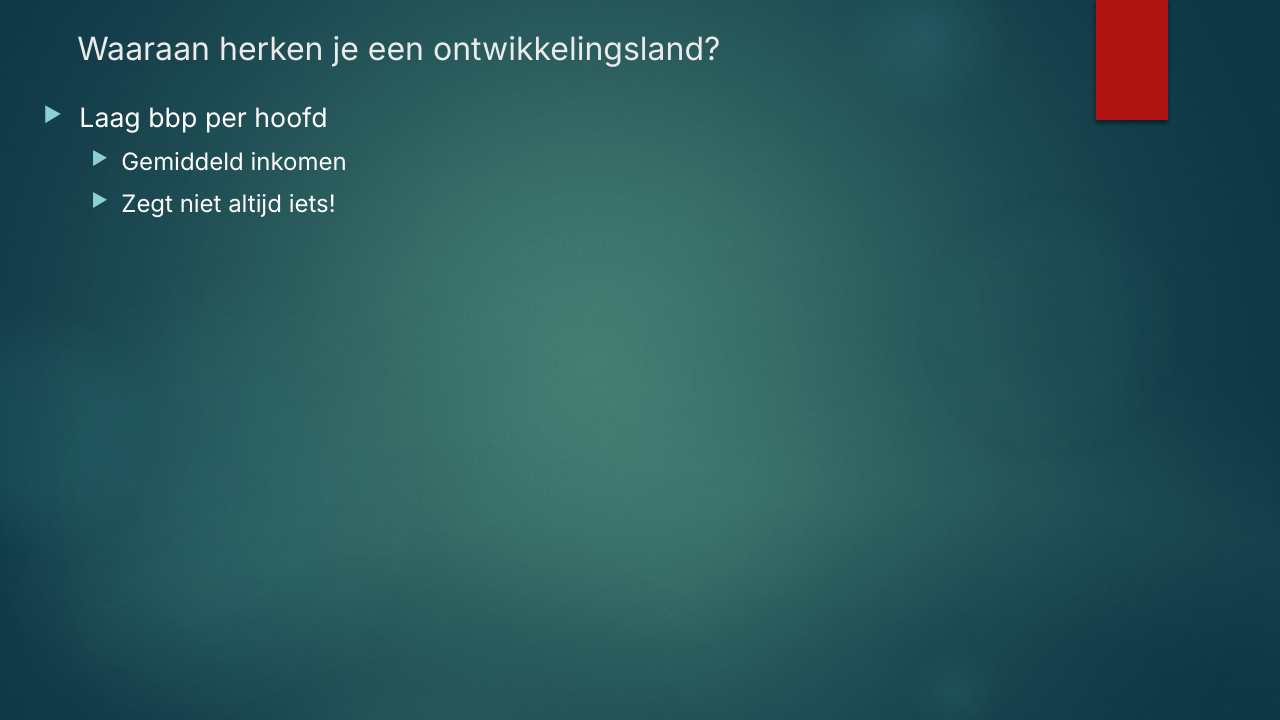 Waaraan herken je een ontwikkelingsland?
Laag bbp per hoofd
Gemiddeld inkomen
Zegt niet altijd iets!